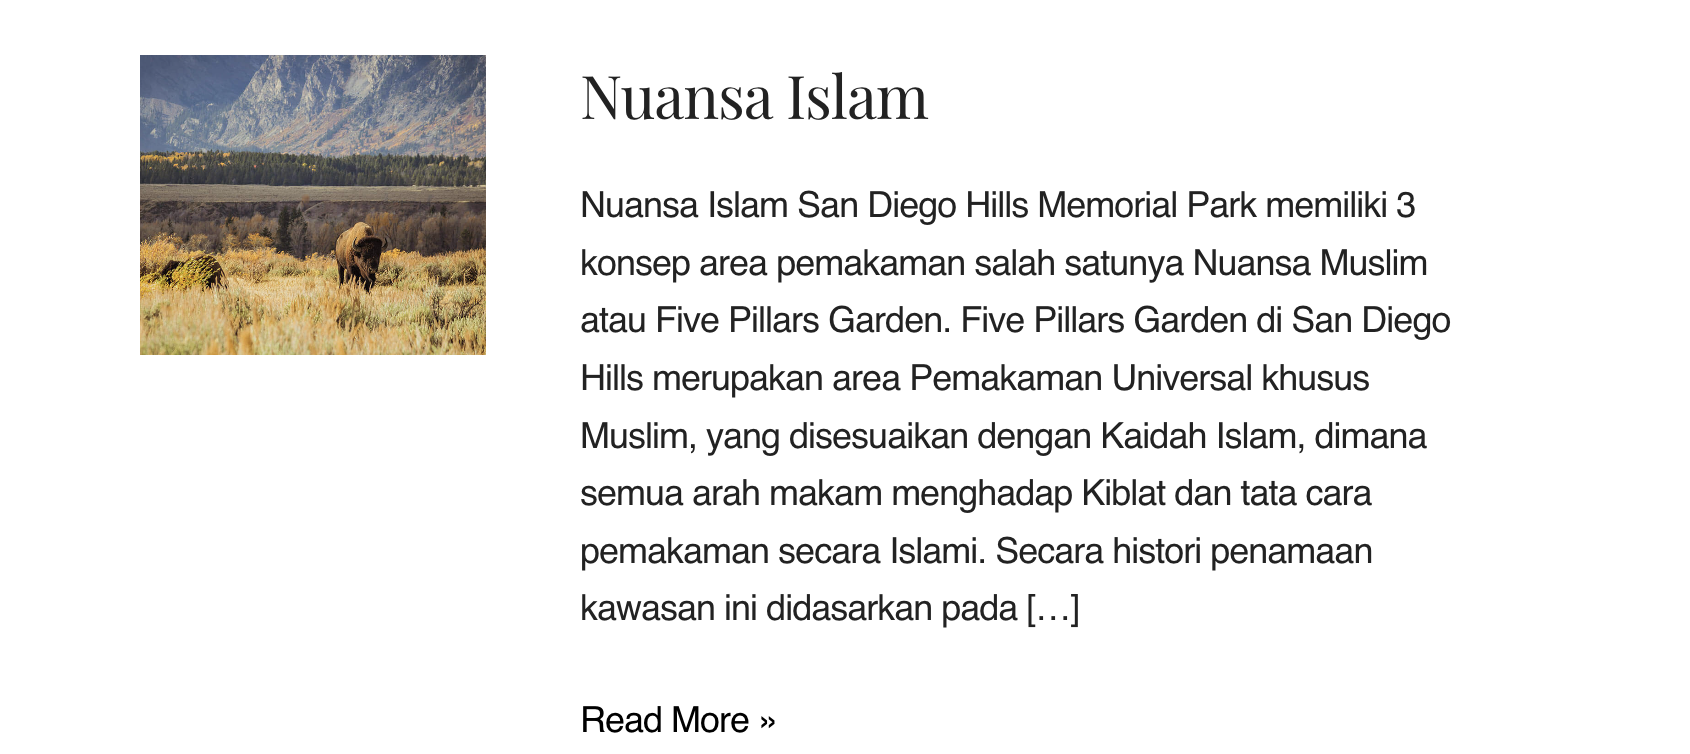 Nuansa Islam
Nuansa Islam San Diego Hills Memorial Park memiliki 3
konsep area pemakaman salah satunya Nuansa Muslim
atau Five Pillars Garden. Five Pillars Garden di San Diego
Hills merupakan area Pemakaman Universal khusus
Muslim, yang disesuaikan dengan Kaidah Islam, dimana
semua arah makam menghadap Kiblat dan tata cara
pemakaman secara Islami. Secara histori penamaan
kawasan ini didasarkan pada […]
Read More »